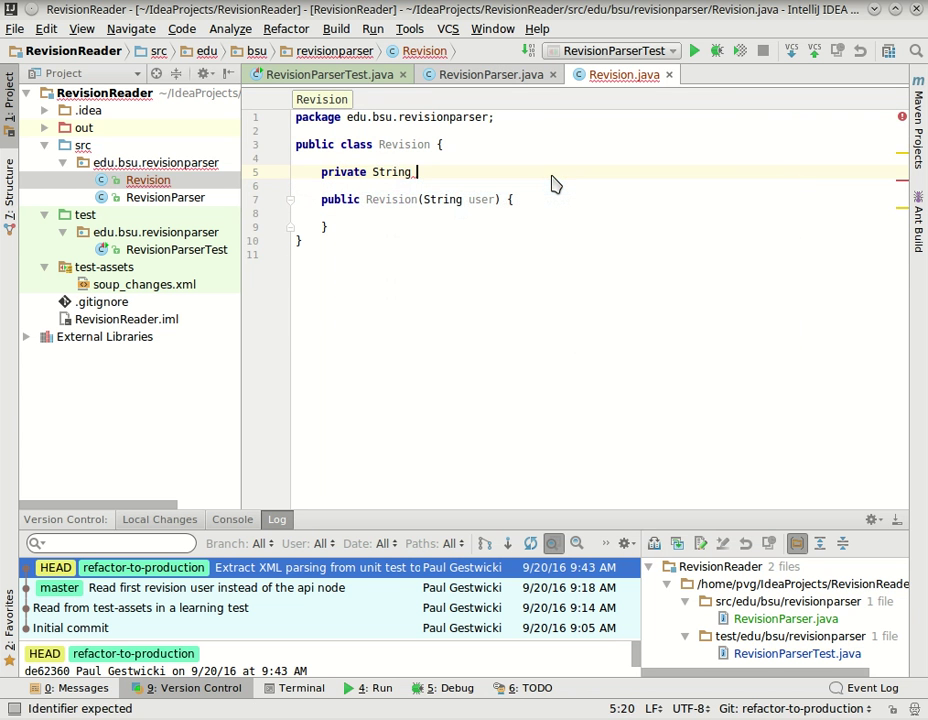 RevisionReader - [~/IdeaProjects/RevisionReader] - [RevisionReader] - ~/IdeaProjects/RevisionReader/src/edu/bsu/revisionparser/Revision.java - IntelliJ IDEA ...
File Edit View Navigate Code Analyze Refactor Build Run Tools VCS Window Help
RevisionReader src edu bsu revisionparser Revision RevisionParserTest VCS VCS
Project RevisionParserTest.java RevisionParser.java Revision.java
1: Project
7: Structure
2: Favorites
RevisionReader ~/IdeaProjects/
.idea
out
src
edu.bsu.revisionparser
Revision
RevisionParser
test
edu.bsu.revisionparser
RevisionParserTest
test-assets
soup_changes.xml
.gitignore
RevisionReader.iml
External Libraries
Revision
1 package edu.bsu.revisionparser;
2
3 public class Revision {
4
5 private String
6
7 public Revision(String user) {
8
9 }
10 }
11
Maven Projects
Ant Build
Version Control: Local Changes Console Log
Branch: All User: All Date: All Paths: All
HEAD refactor-to-production Extract XML parsing from unit test to Paul Gestwicki 9/20/16 9:43 AM
master Read first revision user instead of the api node Paul Gestwicki 9/20/16 9:18 AM
Read from test-assets in a learning test Paul Gestwicki 9/20/16 9:14 AM
Initial commit Paul Gestwicki 9/20/16 9:05 AM
HEAD refactor-to-production
de62360 Paul Gestwicki on 9/20/16 at 9:43 AM
RevisionReader 2 files
/home/pvg/IdeaProjects/RevisionReade
src/edu/bsu/revisionparser 1 file
RevisionParser.java
test/edu/bsu/revisionparser 1 file
RevisionParserTest.java
0: Messages 9: Version Control Terminal 4: Run 5: Debug 6: TODO Event Log
Identifier expected 5:20 LF÷ UTF-8÷ Git: refactor-to-production÷